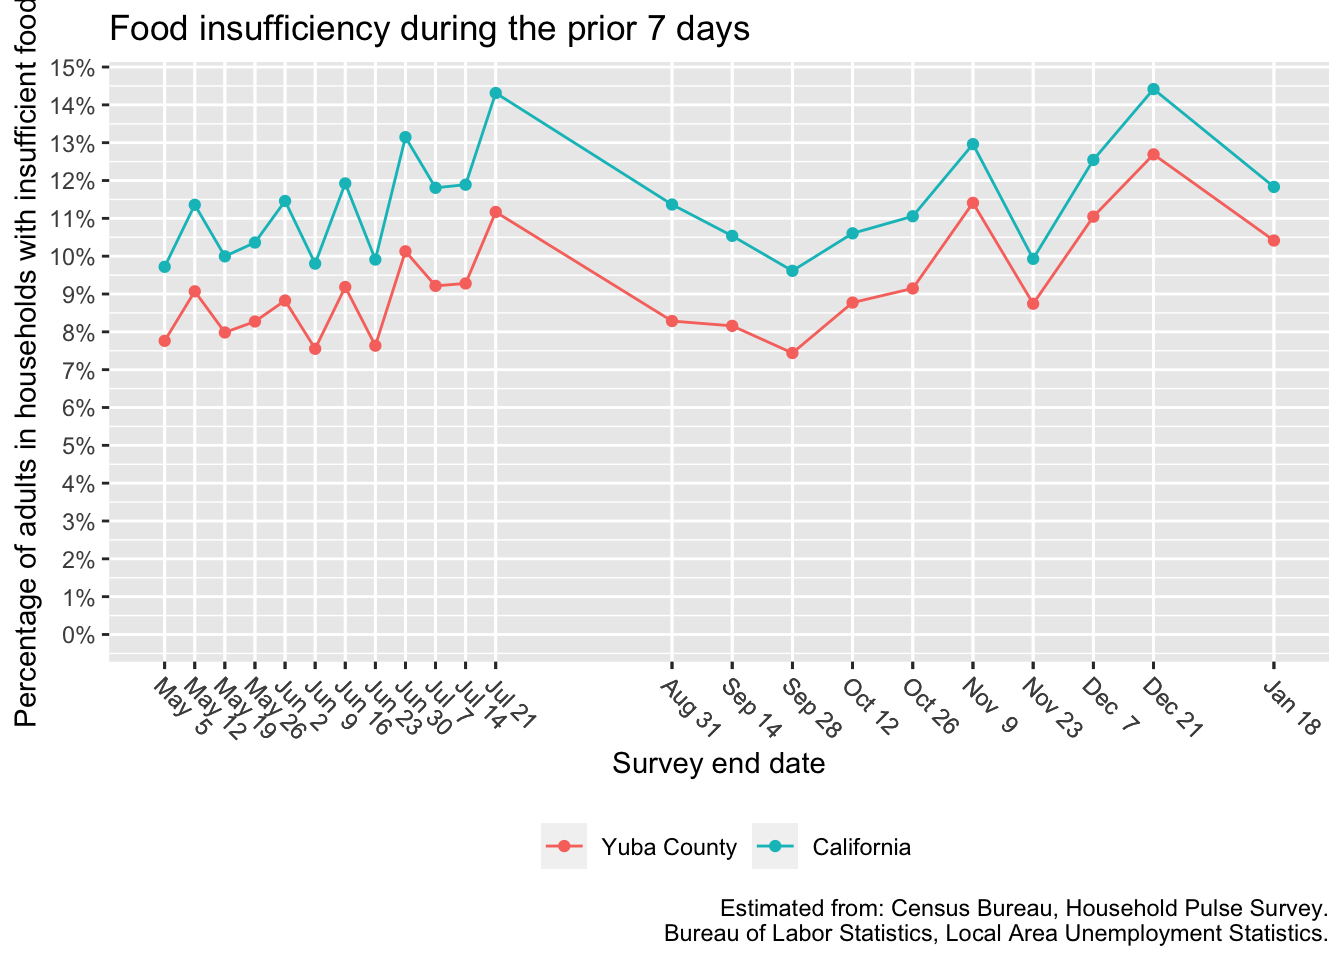 Food insufficiency during the prior 7 days
Percentage of adults in households with insufficient food
15%
14%
13%
12%
11%
10%
9%
8%
7%
6%
5%
4%
3%
2%
1%
0%
May 5
May 12
May 19
May 26
Jun 2
Jun 9
Jun 16
Jun 23
Jun 30
Jul 7
Jul 14
Jul 21
Aug 31
Sep 14
Sep 28
Oct 12
Oct 26
Nov 9
Nov 23
Dec 7
Dec 21
Jan 18
Survey end date
Yuba County
California
Estimated from: Census Bureau, Household Pulse Survey.
Bureau of Labor Statistics, Local Area Unemployment Statistics.